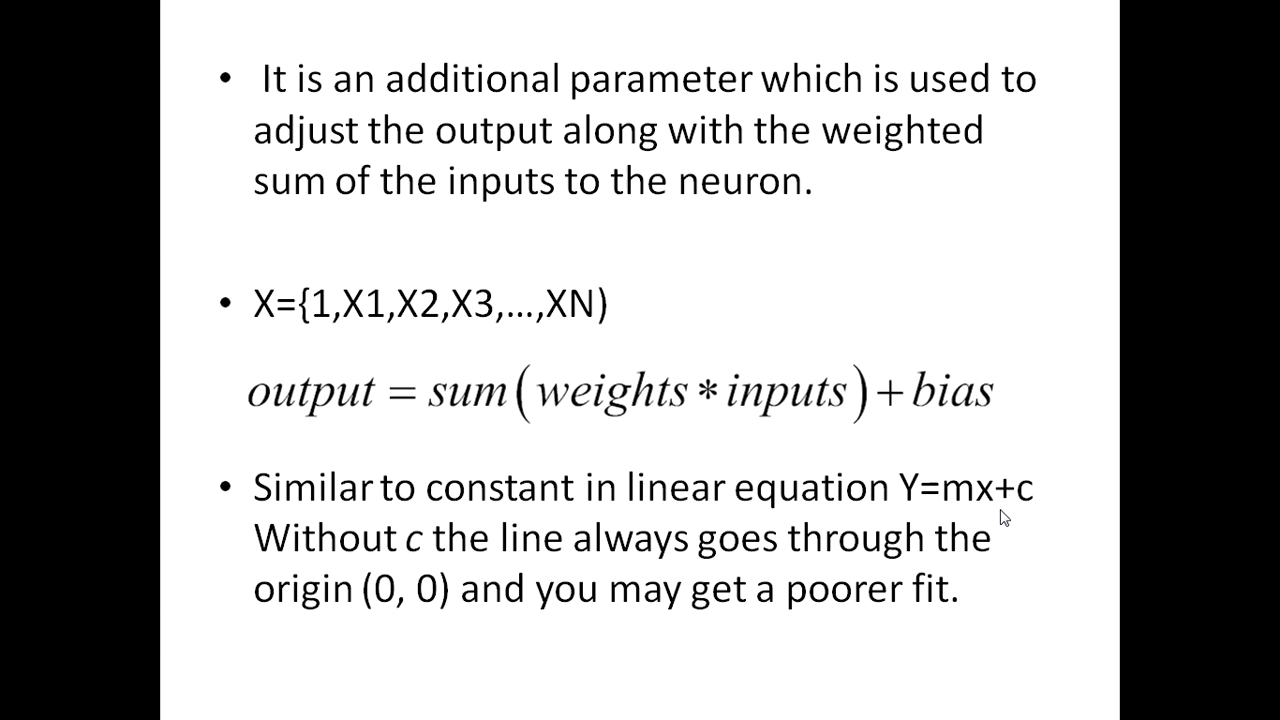 • It is an additional parameter which is used to
adjust the output along with the weighted
sum of the inputs to the neuron.
• X={1,X1,X2,X3,...,XN)
output = sum(weights * inputs) + bias
• Similar to constant in linear equation Y=mx+c
Without c the line always goes through the
origin (0, 0) and you may get a poorer fit.